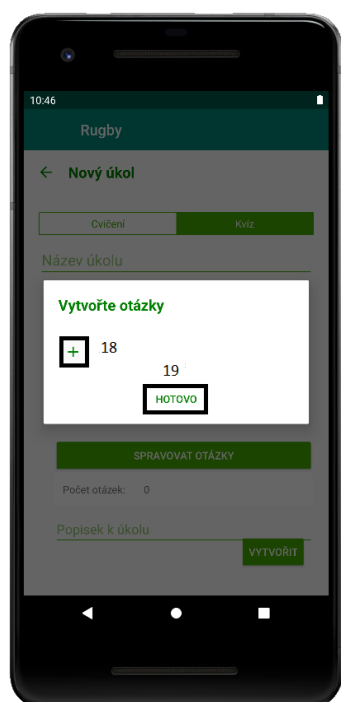 10:46
Rugby
Nový úkol
Cvičení Kvíz
Název úkolu
Vytvořte otázky
+ 18
19
HOTOVO
SPRAVOVAT OTÁZKY
Počet otázek: 0
Popisek k úkolu
VYTVOŘIT